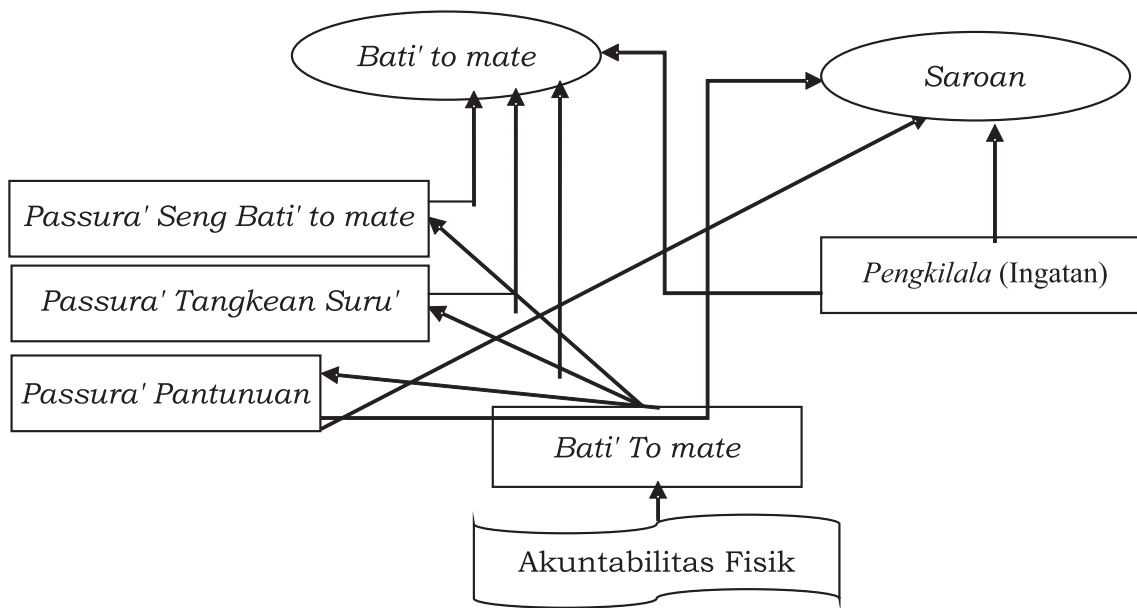 Bati' to mate
Saroan
Passura' Seng Bati' to mate
Pengkilala (Ingatan)
Passura' Tangkean Suru'
Passura' Pantunuan
Bati' To mate
Akuntabilitas Fisik